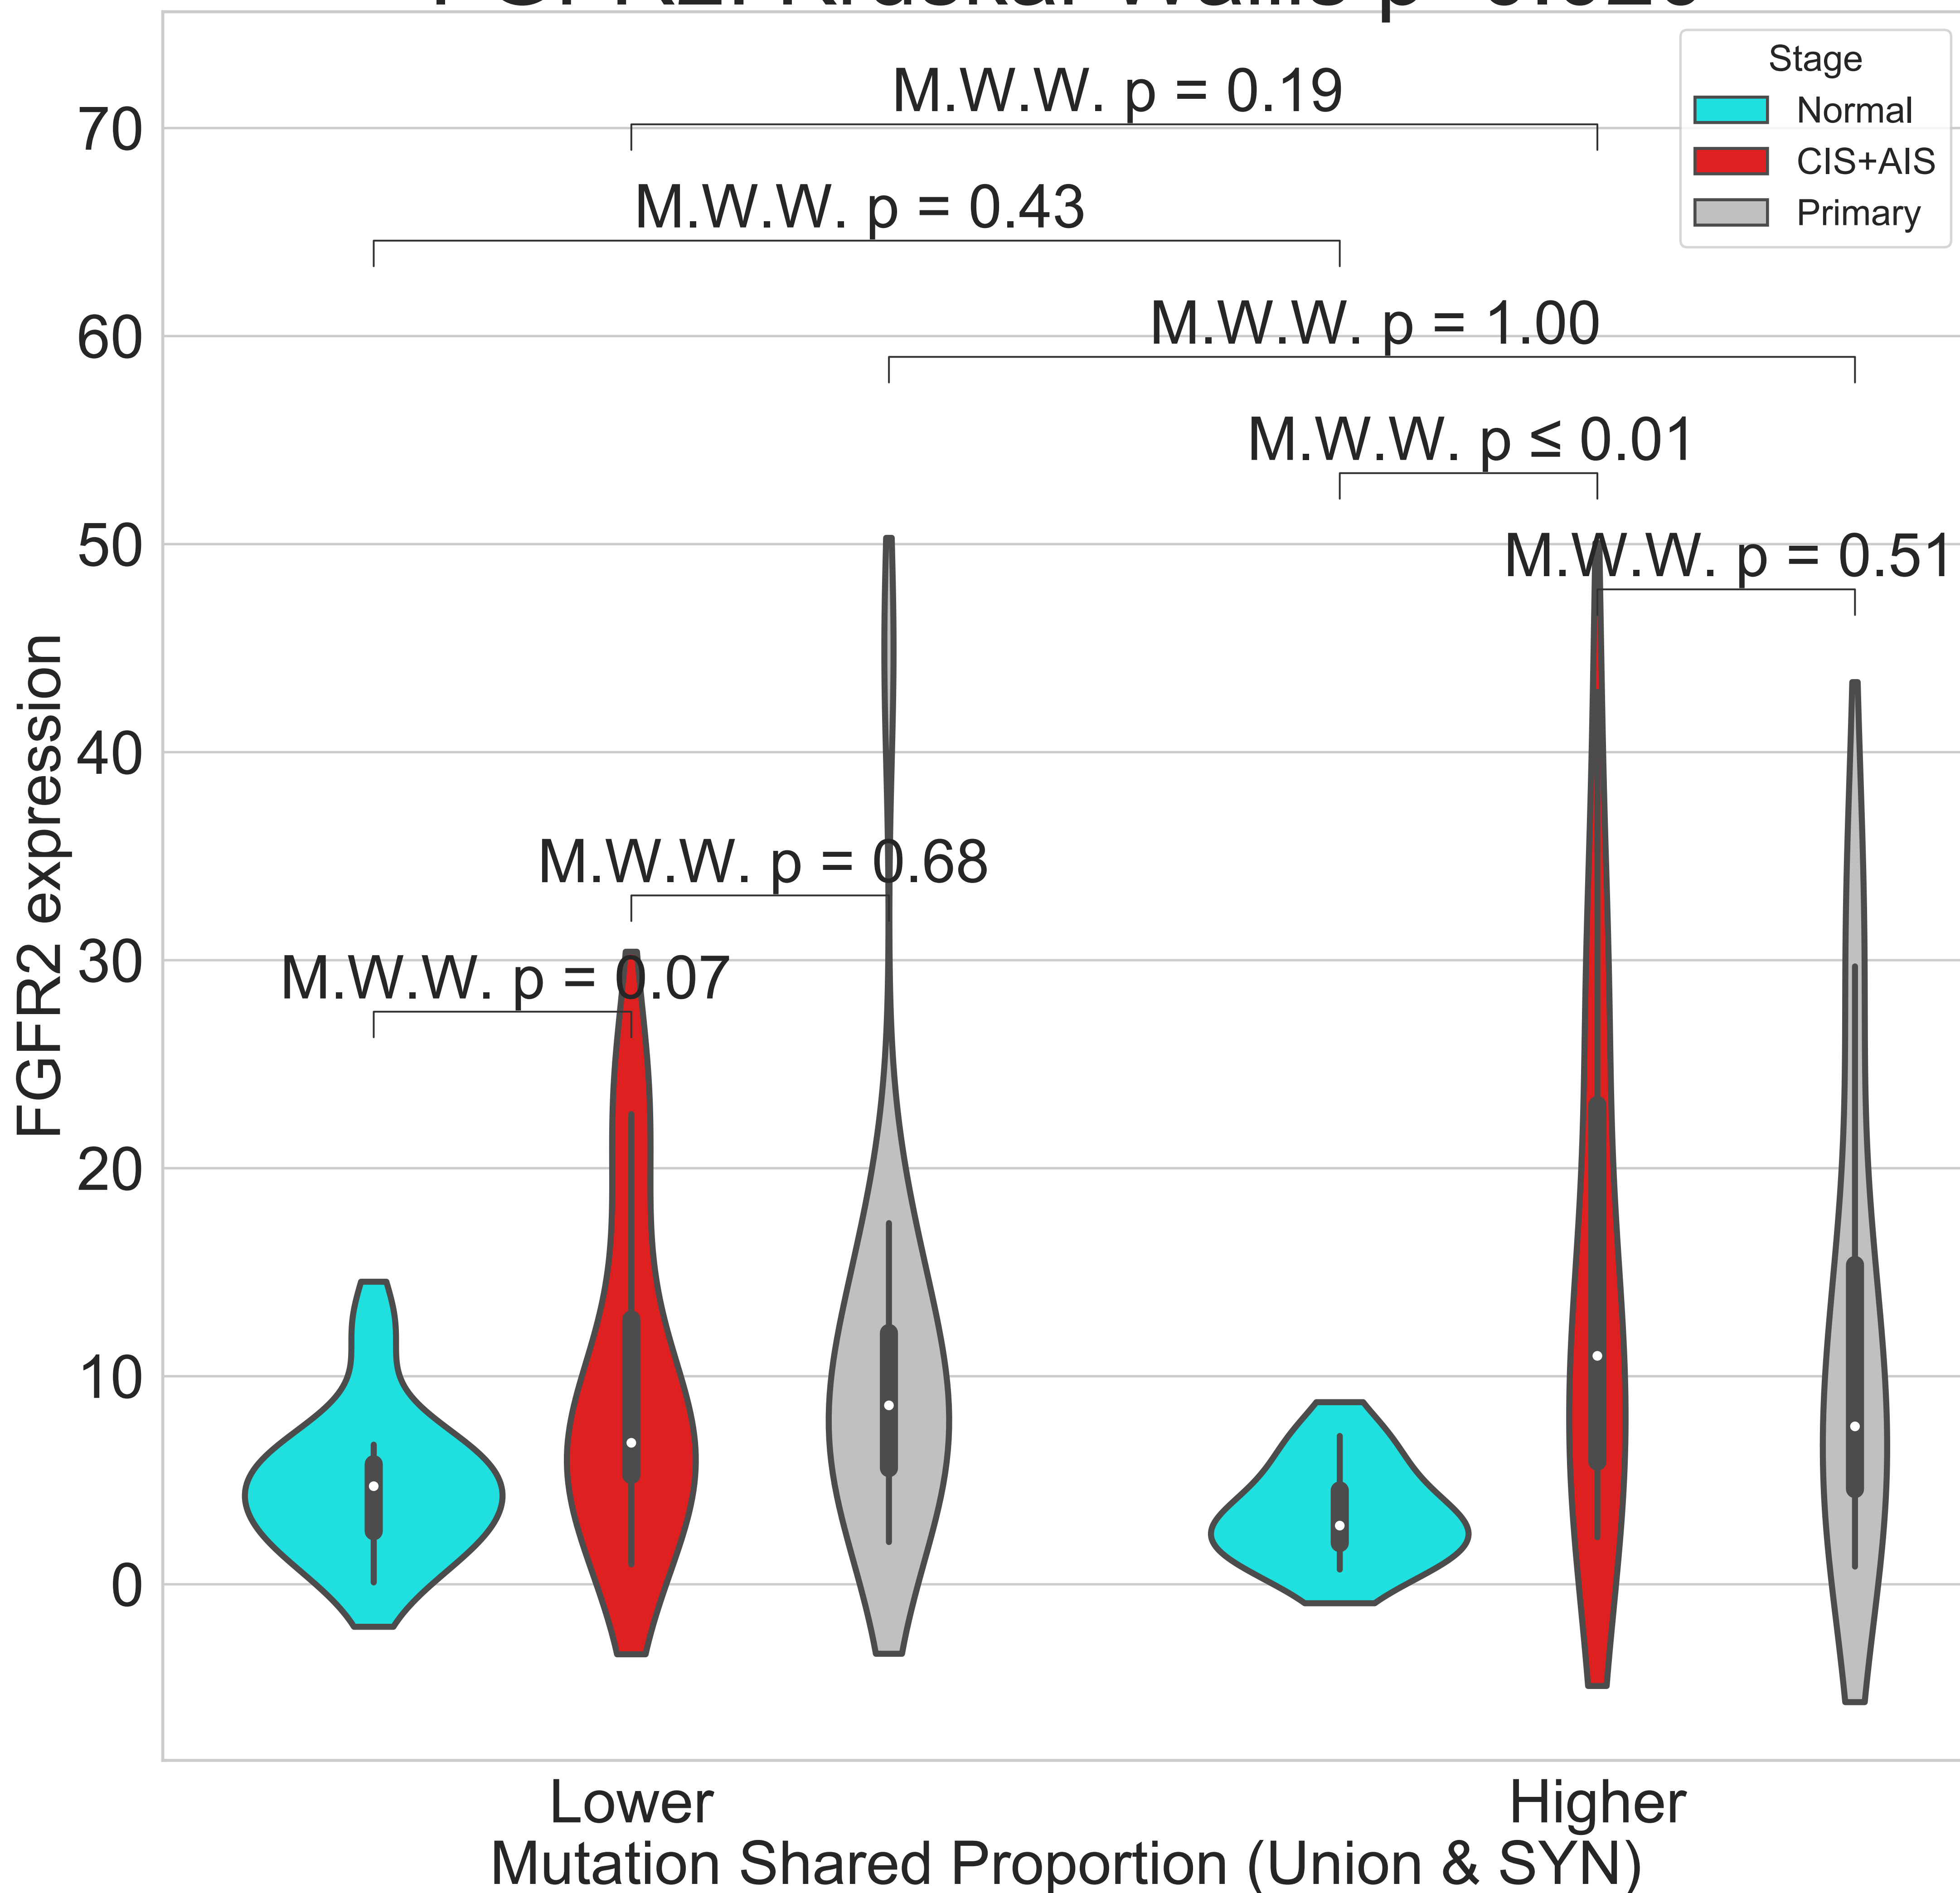 Stage
Normal
CIS+AIS
Primary
M.W.W. p = 0.19
M.W.W. p = 0.43
M.W.W. p = 1.00
M.W.W. p ≤ 0.01
M.W.W. p = 0.51
M.W.W. p = 0.68
M.W.W. p = 0.07
70
60
50
40
30
20
10
0
FGFR2 expression
Lower
Higher
Mutation Shared Proportion (Union & SYN)